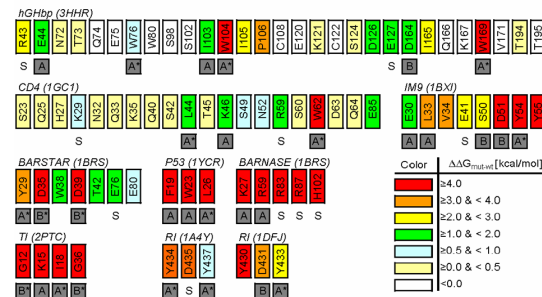 hGHbp (3HHR)
R43 E44 N72 T73 Q74 E75 W76 W80 S98 S102 I103 W104 I105 P106 C108 E120 K121 C122 S124 D126 E127 D164 I165 Q166 K167 W169 V171 T194 T195
S A A* A A* S B A* A*
CD4 (1GC1) IM9 (1BXI)
S23 Q25 H27 K29 N32 Q33 K35 Q40 S42 L44 T45 K46 S49 N52 R59 S60 W62 D63 Q64 E85 E30 L33 V34 E41 S50 D51 Y54 Y55
S A* A S A S A* A A S B B A* A*
BARSTAR (1BRS) P53 (1YCR) BARNASE (1BRS)
Y29 D35 W38 D39 T42 E76 E80 F19 W23 L26 K27 R59 R83 R87 H102
A* B* B* S A A A* A A S S S
TI (2PTC) RI (1A4Y) RI (1DFJ)
G12 K15 I18 G36 Y434 D435 Y437 Y430 D431 Y433
B* A A* A* A* S A* B A*
Color ΔΔGmut-wt [kcal/mol]
≥4.0
≥3.0 & < 4.0
≥2.0 & < 3.0
≥1.0 & < 2.0
≥0.5 & < 1.0
≥0.0 & < 0.5
<0.0